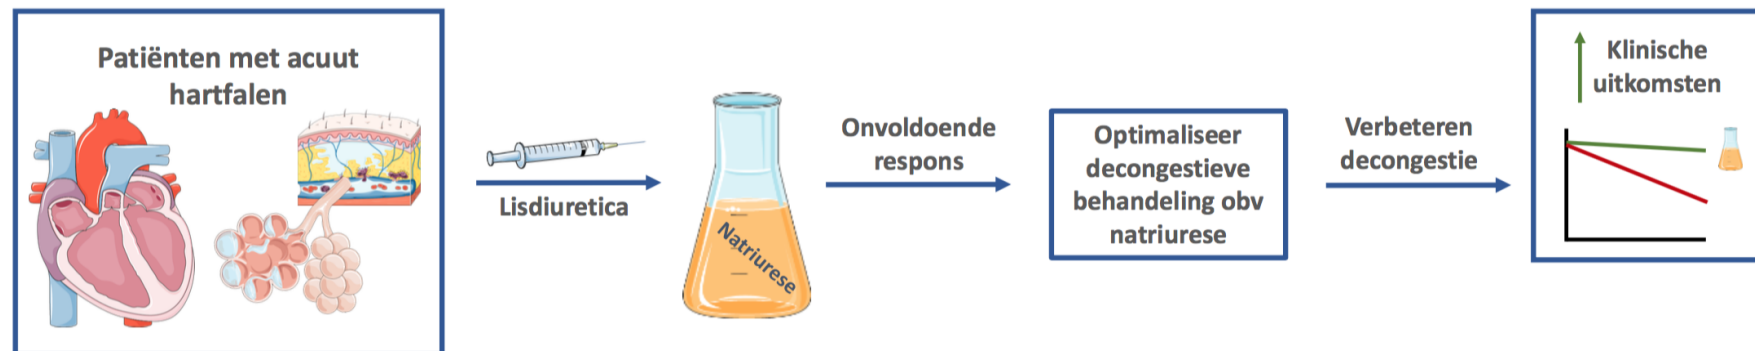 Patiënten met acuut
hartfalen
Lisdiuretica
Natriurese
Onvoldoende
respons
Optimaliseer
decongestieve
behandeling obv
natriurese
Verbeteren
decongestie
Klinische
uitkomsten